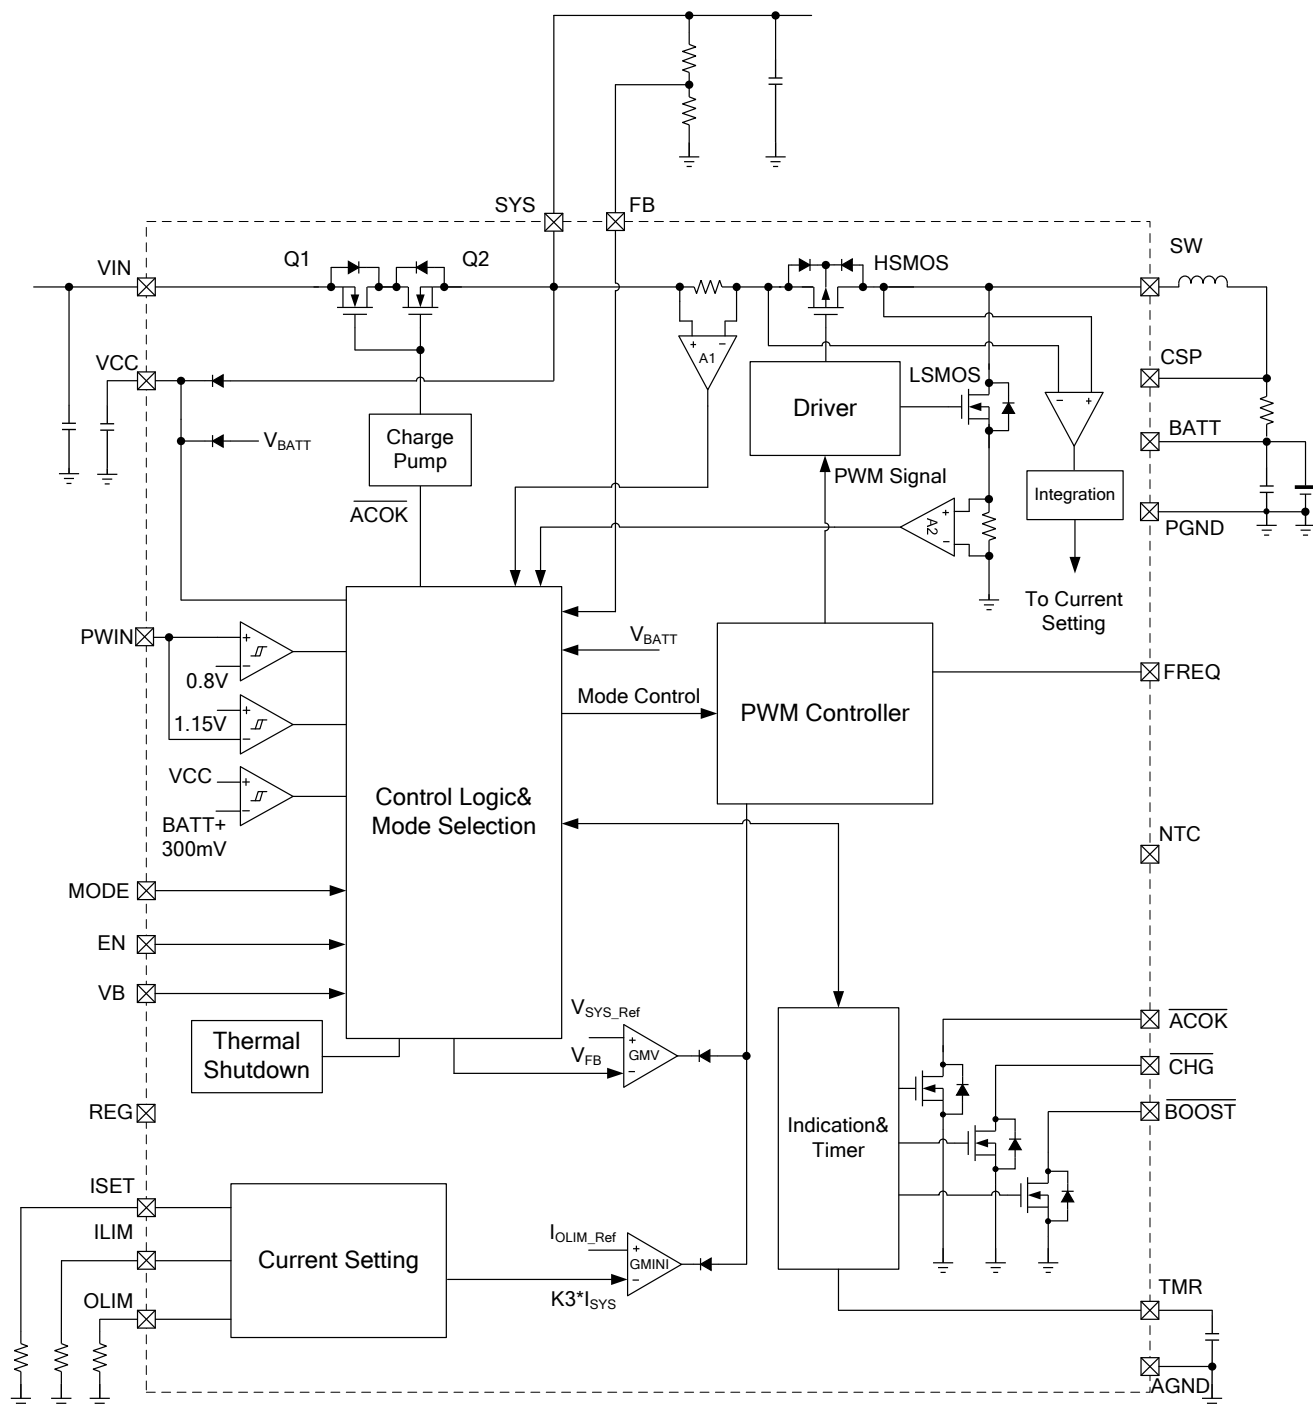 SYS
FB
VIN
Q1
Q2
HSMOS
SW
VCC
+ −
A1
LSMOS
CSP
Driver
− +
BATT
V_BATT
Charge
Pump
PWM Signal
Integration
ACOK
+
A2
−
PGND
To Current
Setting
PWIN
+
−
0.8V
V_BATT
FREQ
Mode Control
PWM Controller
+
1.15V
−
VCC
+
−
BATT+
300mV
Control Logic&
Mode Selection
NTC
MODE
EN
VB
Thermal
Shutdown
V_SYS_Ref
+
GMV
V_FB
−
ACOK
CHG
BOOST
REG
Indication&
Timer
ISET
ILIM
OLIM
Current Setting
I_OLIM_Ref
+
GMINI
−
K3*I_SYS
TMR
AGND